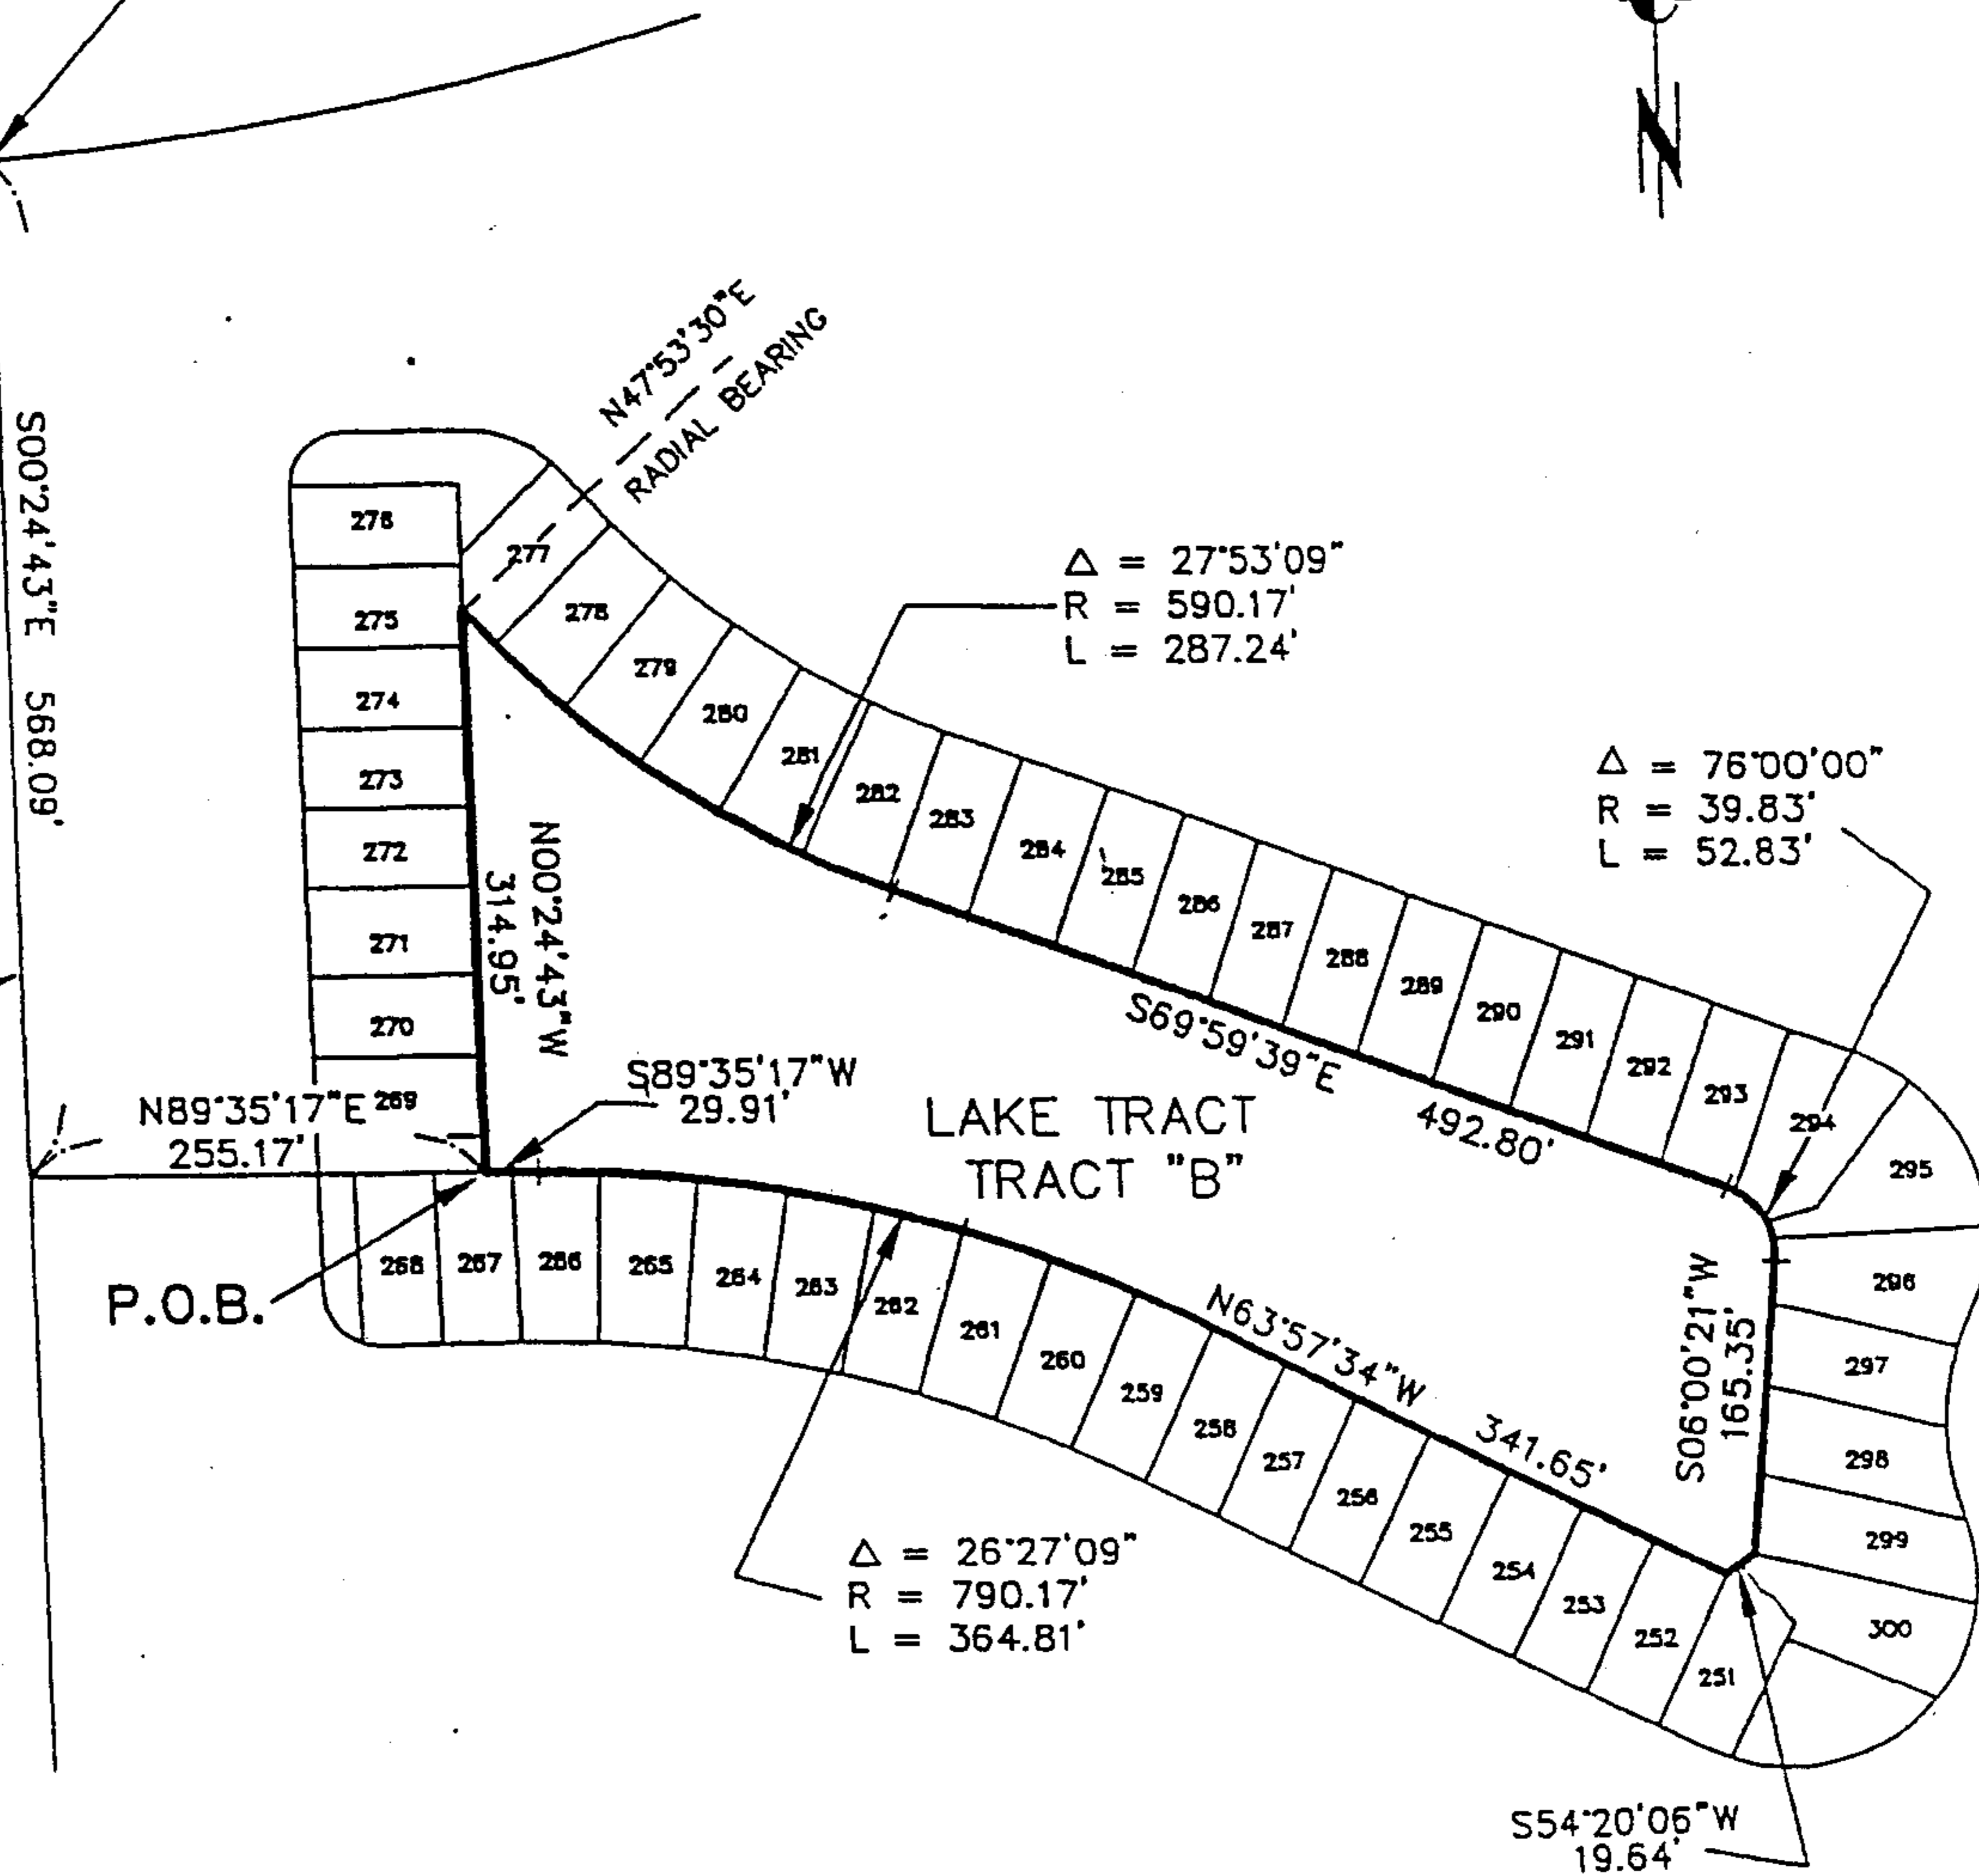 N
N47°53'30"E
RADIAL BEARING
S00°24'43"E 568.09'
Δ = 27°53'09"
R = 590.17'
L = 287.24'
Δ = 76°00'00"
R = 39.83'
L = 52.83'
276
275
274
273
272
271
270
269
277
278
279
280
281
282
283
284
285
286
287
288
289
290
291
292
293
294
295
296
297
298
299
300
N00°24'43"W
314.95'
S69°59'39"E
492.80'
S89°35'17"W
29.91'
N89°35'17"E
255.17'
LAKE TRACT
TRACT "B"
P.O.B.
268
267
266
265
264
263
262
261
260
259
258
257
256
255
254
253
252
251
N63°57'34"W
341.65'
S06°00'21"W
165.35'
Δ = 26°27'09"
R = 790.17'
L = 364.81'
S54°20'06"W
19.64'